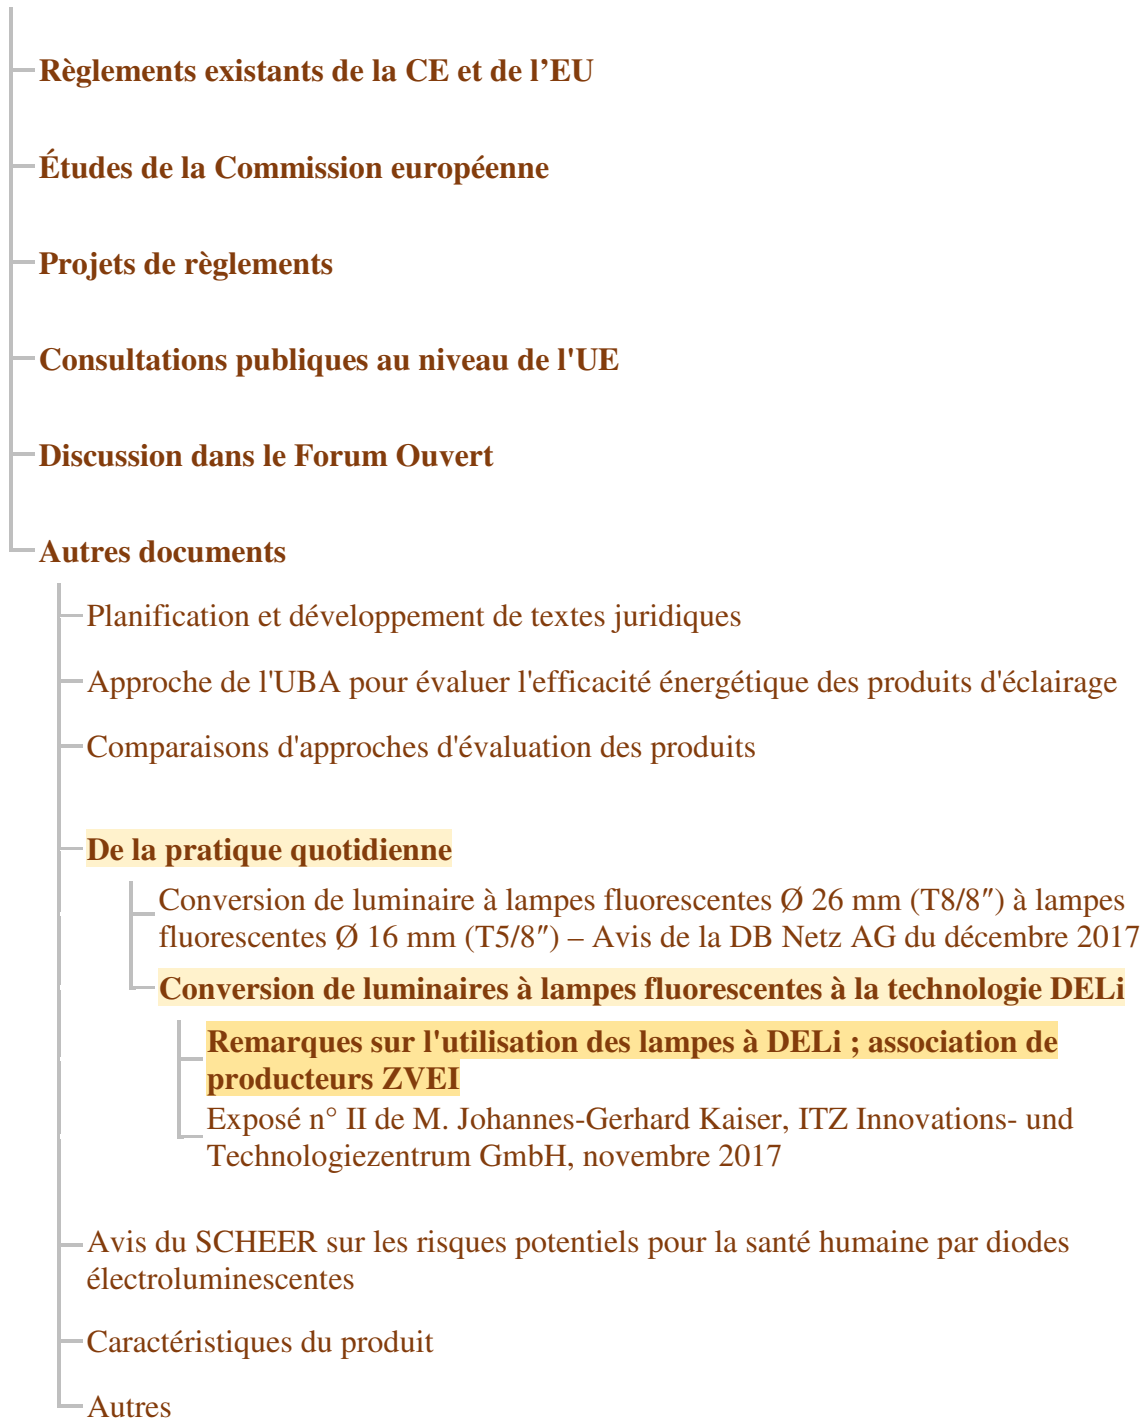 Règlements existants de la CE et de l’EU
Études de la Commission européenne
Projets de règlements
Consultations publiques au niveau de l'UE
Discussion dans le Forum Ouvert
Autres documents
Planification et développement de textes juridiques
Approche de l'UBA pour évaluer l'efficacité énergétique des produits d'éclairage
Comparaisons d'approches d'évaluation des produits
De la pratique quotidienne
Conversion de luminaire à lampes fluorescentes Ø 26 mm (T8/8″) à lampes
fluorescentes Ø 16 mm (T5/8″) – Avis de la DB Netz AG du décembre 2017
Conversion de luminaires à lampes fluorescentes à la technologie DELi
Remarques sur l'utilisation des lampes à DELi ; association de
producteurs ZVEI
Exposé n° II de M. Johannes-Gerhard Kaiser, ITZ Innovations- und
Technologiezentrum GmbH, novembre 2017
Avis du SCHEER sur les risques potentiels pour la santé humaine par diodes
électroluminescentes
Caractéristiques du produit
Autres